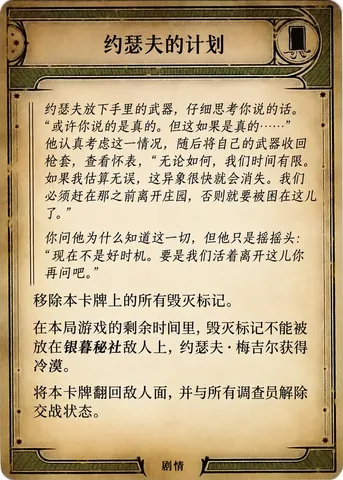 约瑟夫的计划
约瑟夫放下手里的武器，仔细思考你说的话。
“或许你说的是真的。但这如果是真的……”
他认真考虑这一情况，随后将自己的武器收回
枪套，查看怀表，“无论如何，我们时间有限。
如果我估算无误，这异象很快就会消失。我们
必须赶在那之前离开庄园，否则就要被困在这儿
了。”
你问他为什么知道这一切，但他只是摇摇头：
“现在不是好时机。要是我们活着离开这儿你
再问吧。”
移除本卡牌上的所有毁灭标记。
在本局游戏的剩余时间里，毁灭标记不能被
放在银暮秘社敌人上，约瑟夫·梅吉尔获得
冷漠。
将本卡牌翻回敌人面，并与所有调查员解除
交战状态。
剧情